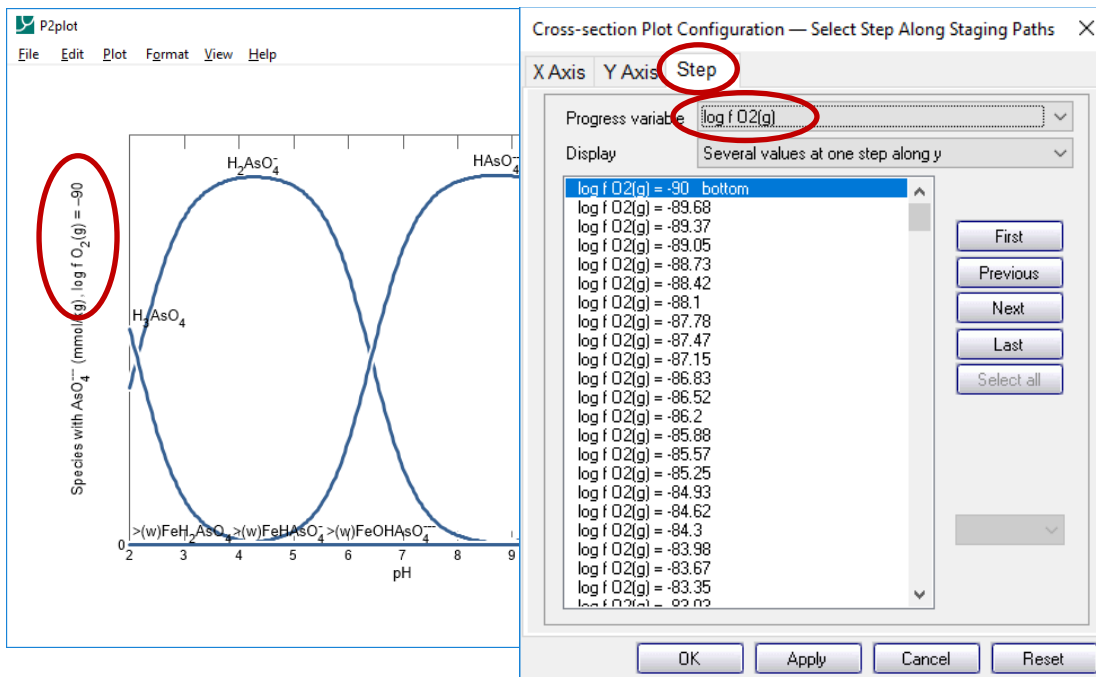 P2plot
File Edit Plot Format View Help
Species with AsO4--- (mmol/kg), log f O2(g) = -90
H2AsO4-
HAsO4--
H3AsO4
>(w)FeH2AsO4 >(w)FeHAsO4- >(w)FeOHAsO4---
0
2 3 4 5 6 7 8 9
pH
Cross-section Plot Configuration — Select Step Along Staging Paths
X Axis Y Axis Step
Progress variable log f O2(g)
Display Several values at one step along y
log f O2(g) = -90 bottom
log f O2(g) = -89.68
log f O2(g) = -89.37
log f O2(g) = -89.05
log f O2(g) = -88.73
log f O2(g) = -88.42
log f O2(g) = -88.1
log f O2(g) = -87.78
log f O2(g) = -87.47
log f O2(g) = -87.15
log f O2(g) = -86.83
log f O2(g) = -86.52
log f O2(g) = -86.2
log f O2(g) = -85.88
log f O2(g) = -85.57
log f O2(g) = -85.25
log f O2(g) = -84.93
log f O2(g) = -84.62
log f O2(g) = -84.3
log f O2(g) = -83.98
log f O2(g) = -83.67
log f O2(g) = -83.35
log f O2(g) = -83.03
First
Previous
Next
Last
Select all
OK Apply Cancel Reset